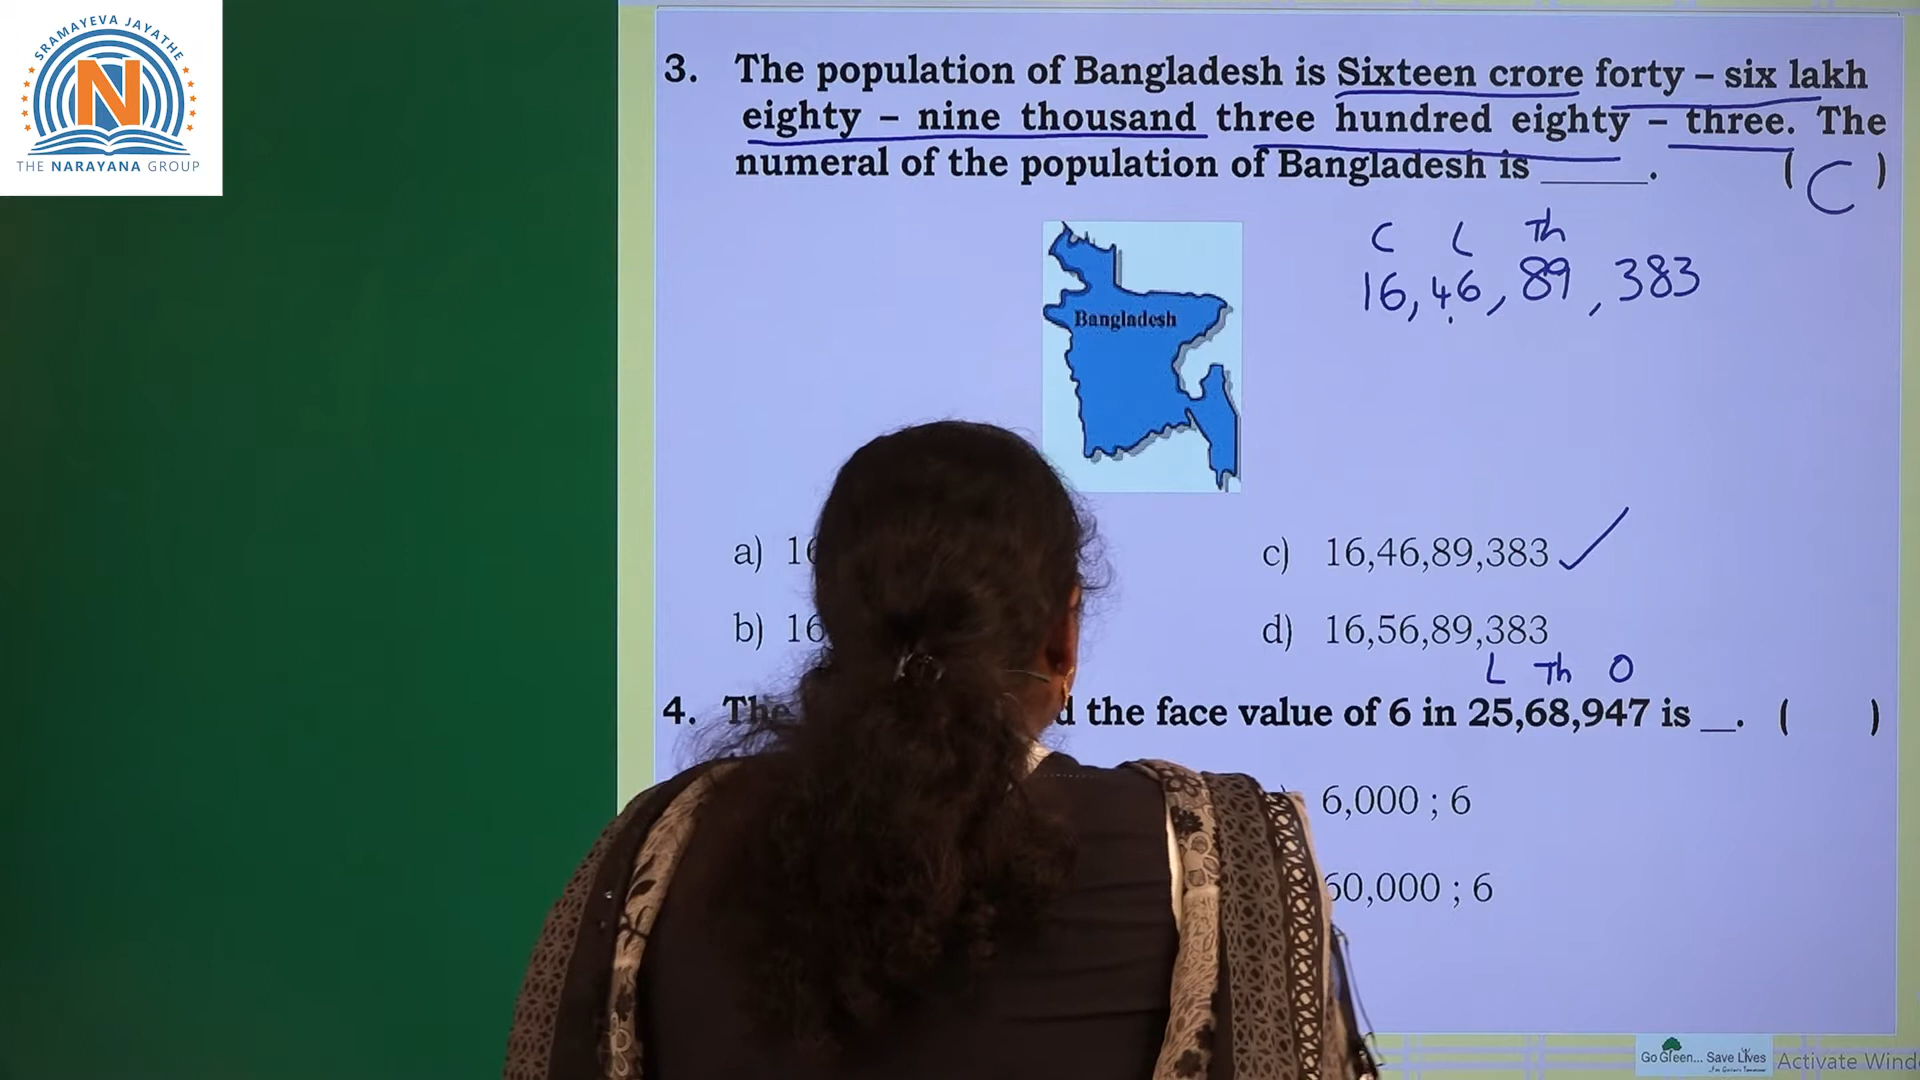 SRAMAYEVA JAYATHE
N
THE NARAYANA GROUP
3. The population of Bangladesh is Sixteen crore forty – six lakh
eighty – nine thousand three hundred eighty – three. The
numeral of the population of Bangladesh is ______. ( C )
C L Th
16,46,89,383
Bangladesh
a) 16
c) 16,46,89,383 ✓
b) 16
d) 16,56,89,383
L Th O
4. The the face value of 6 in 25,68,947 is __. ( )
6,000 ; 6
60,000 ; 6
Go Green... Save Lives
Activate Wind